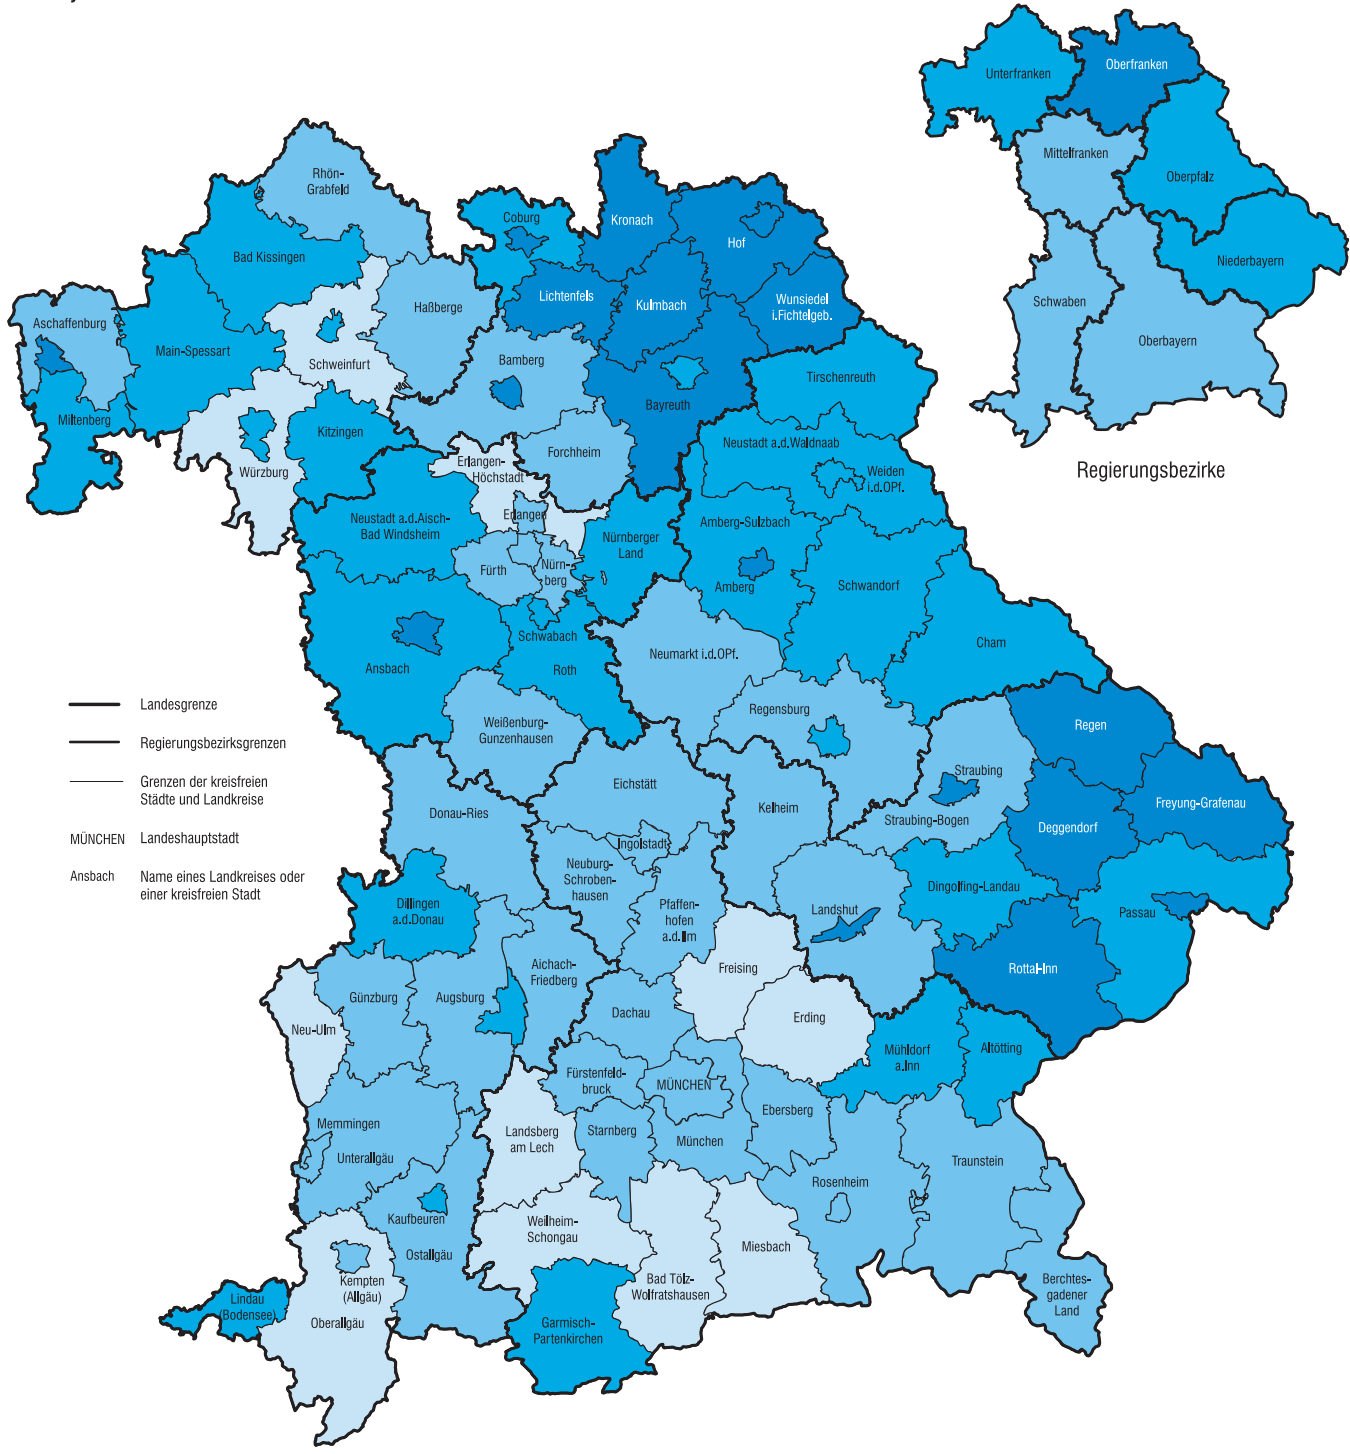 Unterfranken
Oberfranken
Mittelfranken
Oberpfalz
Niederbayern
Schwaben
Oberbayern
Regierungsbezirke
Rhön-
Grabfeld
Coburg
Kronach
Hof
Bad Kissingen
Lichtenfels
Kulmbach
Wunsiedel
i.Fichtelgeb.
Haßberge
Aschaffenburg
Main-Spessart
Schweinfurt
Bamberg
Tirschenreuth
Bayreuth
Miltenberg
Kitzingen
Neustadt a.d.Waldnaab
Würzburg
Erlangen-
Höchstadt
Forchheim
Weiden
i.d.OPf.
Neustadt a.d.Aisch-
Bad Windsheim
Erlangen
Amberg-Sulzbach
Nürnberger
Land
Fürth
Nürn-
berg
Amberg
Schwandorf
Schwabach
Cham
Ansbach
Roth
Neumarkt i.d.OPf.
Regensburg
Weißenburg-
Gunzenhausen
Regen
Landesgrenze
Regierungsbezirksgrenzen
Grenzen der kreisfreien
Städte und Landkreise
MÜNCHEN
Landeshauptstadt
Ansbach
Name eines Landkreises oder
einer kreisfreien Stadt
Straubing
Eichstätt
Kelheim
Freyung-Grafenau
Donau-Ries
Straubing-Bogen
Deggendorf
Ingolstadt
Neuburg-
Schroben-
hausen
Dingolfing-Landau
Dillingen
a.d.Donau
Pfaffen-
hofen
a.d.Ilm
Landshut
Passau
Aichach-
Friedberg
Freising
Rottal-Inn
Günzburg
Augsburg
Dachau
Erding
Neu-Ulm
Mühldorf
a.Inn
Altötting
Fürstenfeld-
bruck
MÜNCHEN
Ebersberg
Memmingen
Landsberg
am Lech
Starnberg
München
Unterallgäu
Traunstein
Rosenheim
Kaufbeuren
Weilheim-
Schongau
Ostallgäu
Miesbach
Kempten
(Allgäu)
Bad Tölz-
Wolfratshausen
Berchtes-
gadener
Land
Lindau
(Bodensee)
Oberallgäu
Garmisch-
Partenkirchen